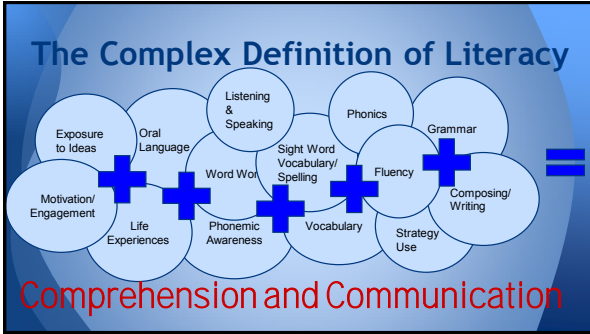 The Complex Definition of Literacy
Listening
&
Speaking
Phonics
Exposure
to Ideas
Oral
Language
Grammar
Sight Word
Vocabulary/
Spelling
Word Wor
Fluency
Motivation/
Engagement
Composing/
Writing
Life
Experiences
Phonemic
Awareness
Vocabulary
Strategy
Use
Comprehension and Communication